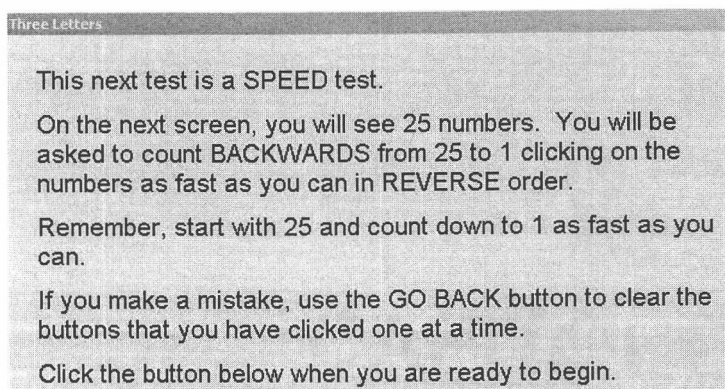 Three Letters
This next test is a SPEED test.
On the next screen, you will see 25 numbers. You will be
asked to count BACKWARDS from 25 to 1 clicking on the
numbers as fast as you can in REVERSE order.
Remember, start with 25 and count down to 1 as fast as you
can.
If you make a mistake, use the GO BACK button to clear the
buttons that you have clicked one at a time.
Click the button below when you are ready to begin.